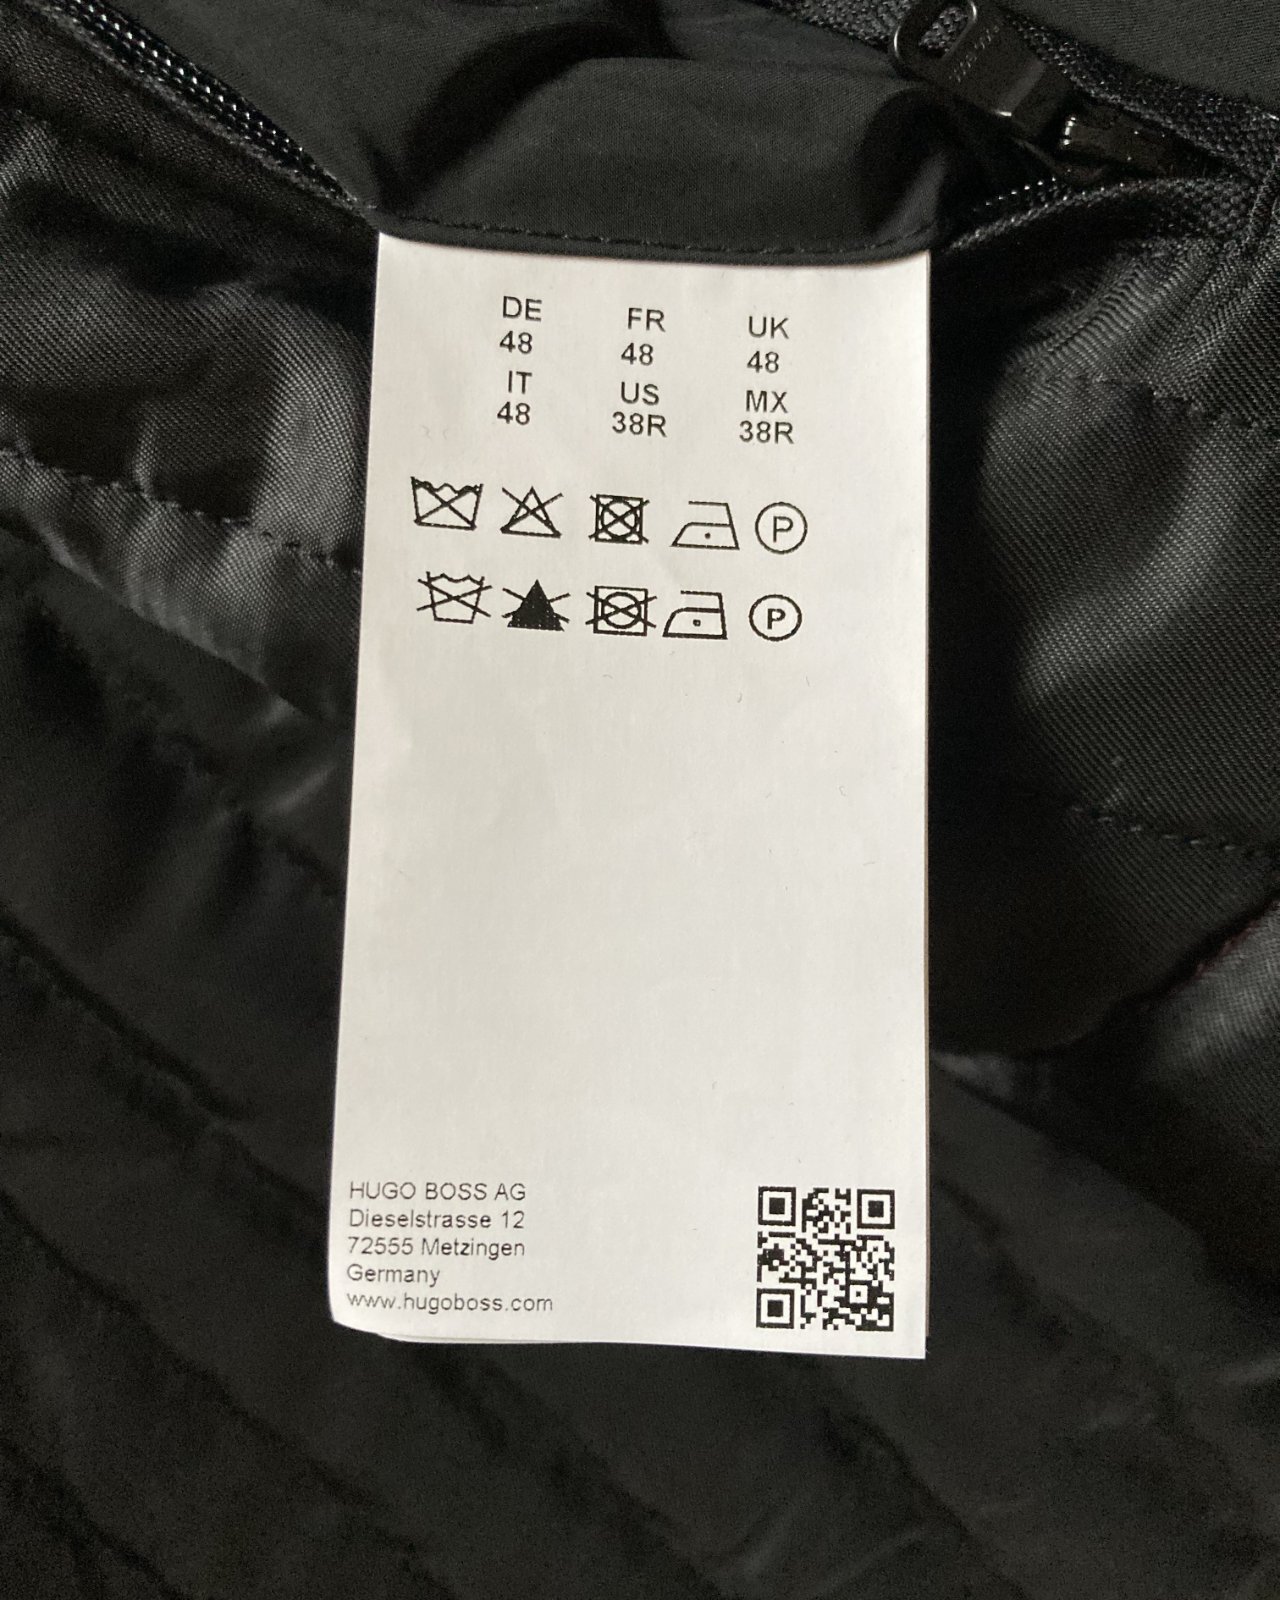 DE FR UK
48 48 48
IT US MX
48 38R 38R
P
P
HUGO BOSS AG
Dieselstrasse 12
72555 Metzingen
Germany
www.hugoboss.com